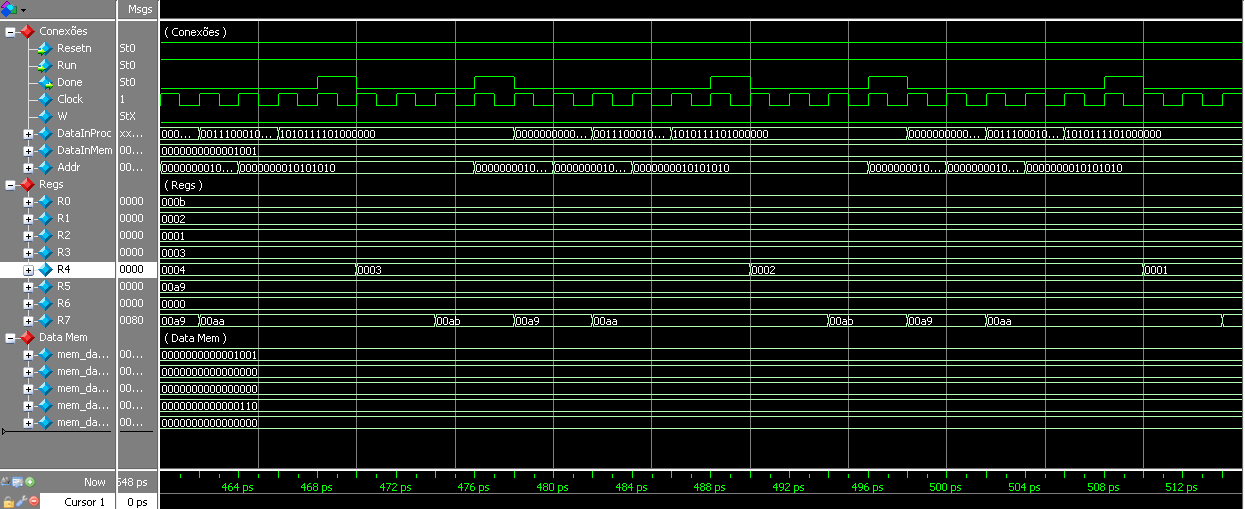 Msgs
Conexões ( Conexões )
Resetn St0
Run St0
Done St0
Clock 1
W StX
DataInProc xx... 000... 0011100010... 1010111101000000 0000000000... 0011100010... 1010111101000000 0000000000... 0011100010... 1010111101000000
DataInMem 00... 0000000000001001
Addr 00... 0000000010... 0000000010101010 0000000010... 0000000010... 0000000010101010 0000000010... 0000000010... 0000000010101010
Regs ( Regs )
R0 0000 000b
R1 0000 0002
R2 0000 0001
R3 0000 0003
R4 0000 0004 0003 0002 0001
R5 0000 00a9
R6 0000 0000
R7 0080 00a9 00aa 00ab 00a9 00aa 00ab 00a9 00aa
Data Mem ( Data Mem )
mem_da... 00... 0000000000001001
mem_da... 00... 0000000000000000
mem_da... 00... 0000000000000000
mem_da... 00... 0000000000000110
mem_da... 00... 0000000000000000
Now 548 ps 464 ps 468 ps 472 ps 476 ps 480 ps 484 ps 488 ps 492 ps 496 ps 500 ps 504 ps 508 ps 512 ps
Cursor 1 0 ps